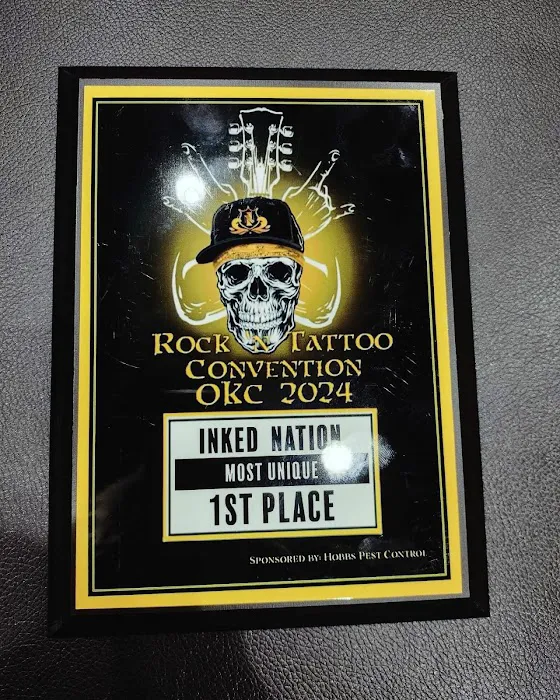 Rock n Tattoo
Convention
OKC 2024
INKED NATION
MOST UNIQUE
1ST PLACE
Sponsored by: Hobbs Pest Control